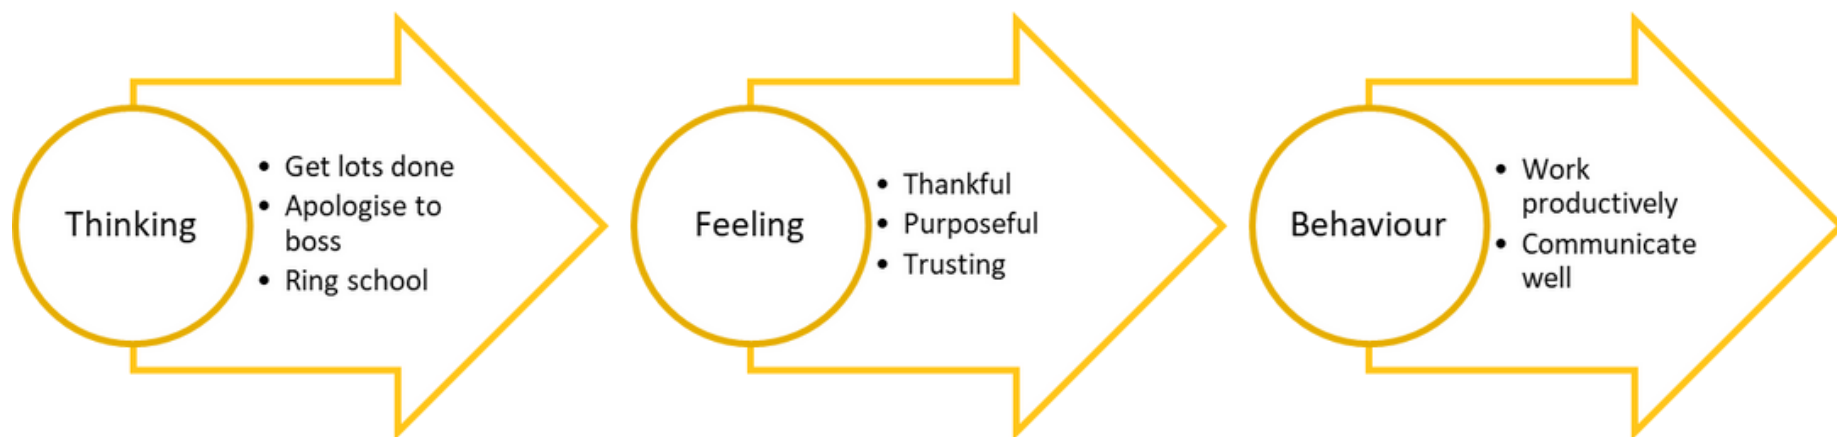 Thinking
• Get lots done
• Apologise to
boss
• Ring school
Feeling
• Thankful
• Purposeful
• Trusting
Behaviour
• Work
productively
• Communicate
well